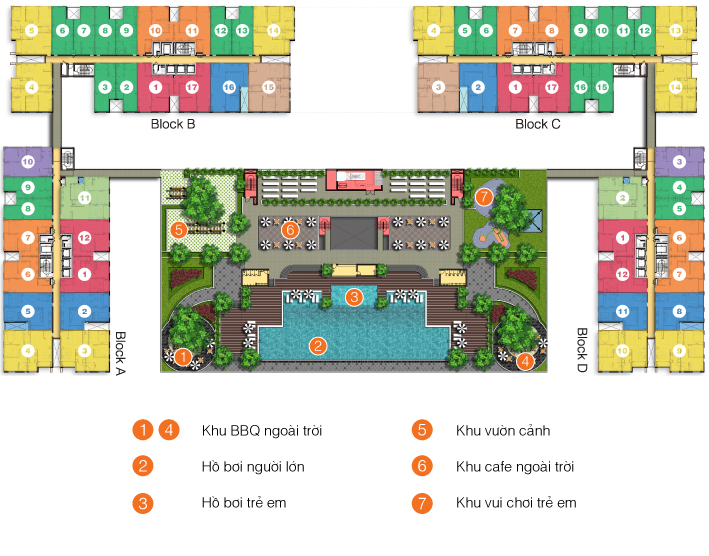 5 6 7 8 9 10 11 12 13 14
4 3 2 1 17 16 15
Block B
4 5 6 7 8 9 10 11 12 13
3 2 1 17 16 15 14
Block C
10
9 11
8
7 12
6 1
5 2
4 3
Block A
3
2 4
5
1 6
12 7
11 8
10 9
Block D
5 6 7
3
1 2 4
1 4 Khu BBQ ngoài trời
2 Hồ bơi người lớn
3 Hồ bơi trẻ em
5 Khu vườn cảnh
6 Khu cafe ngoài trời
7 Khu vui chơi trẻ em